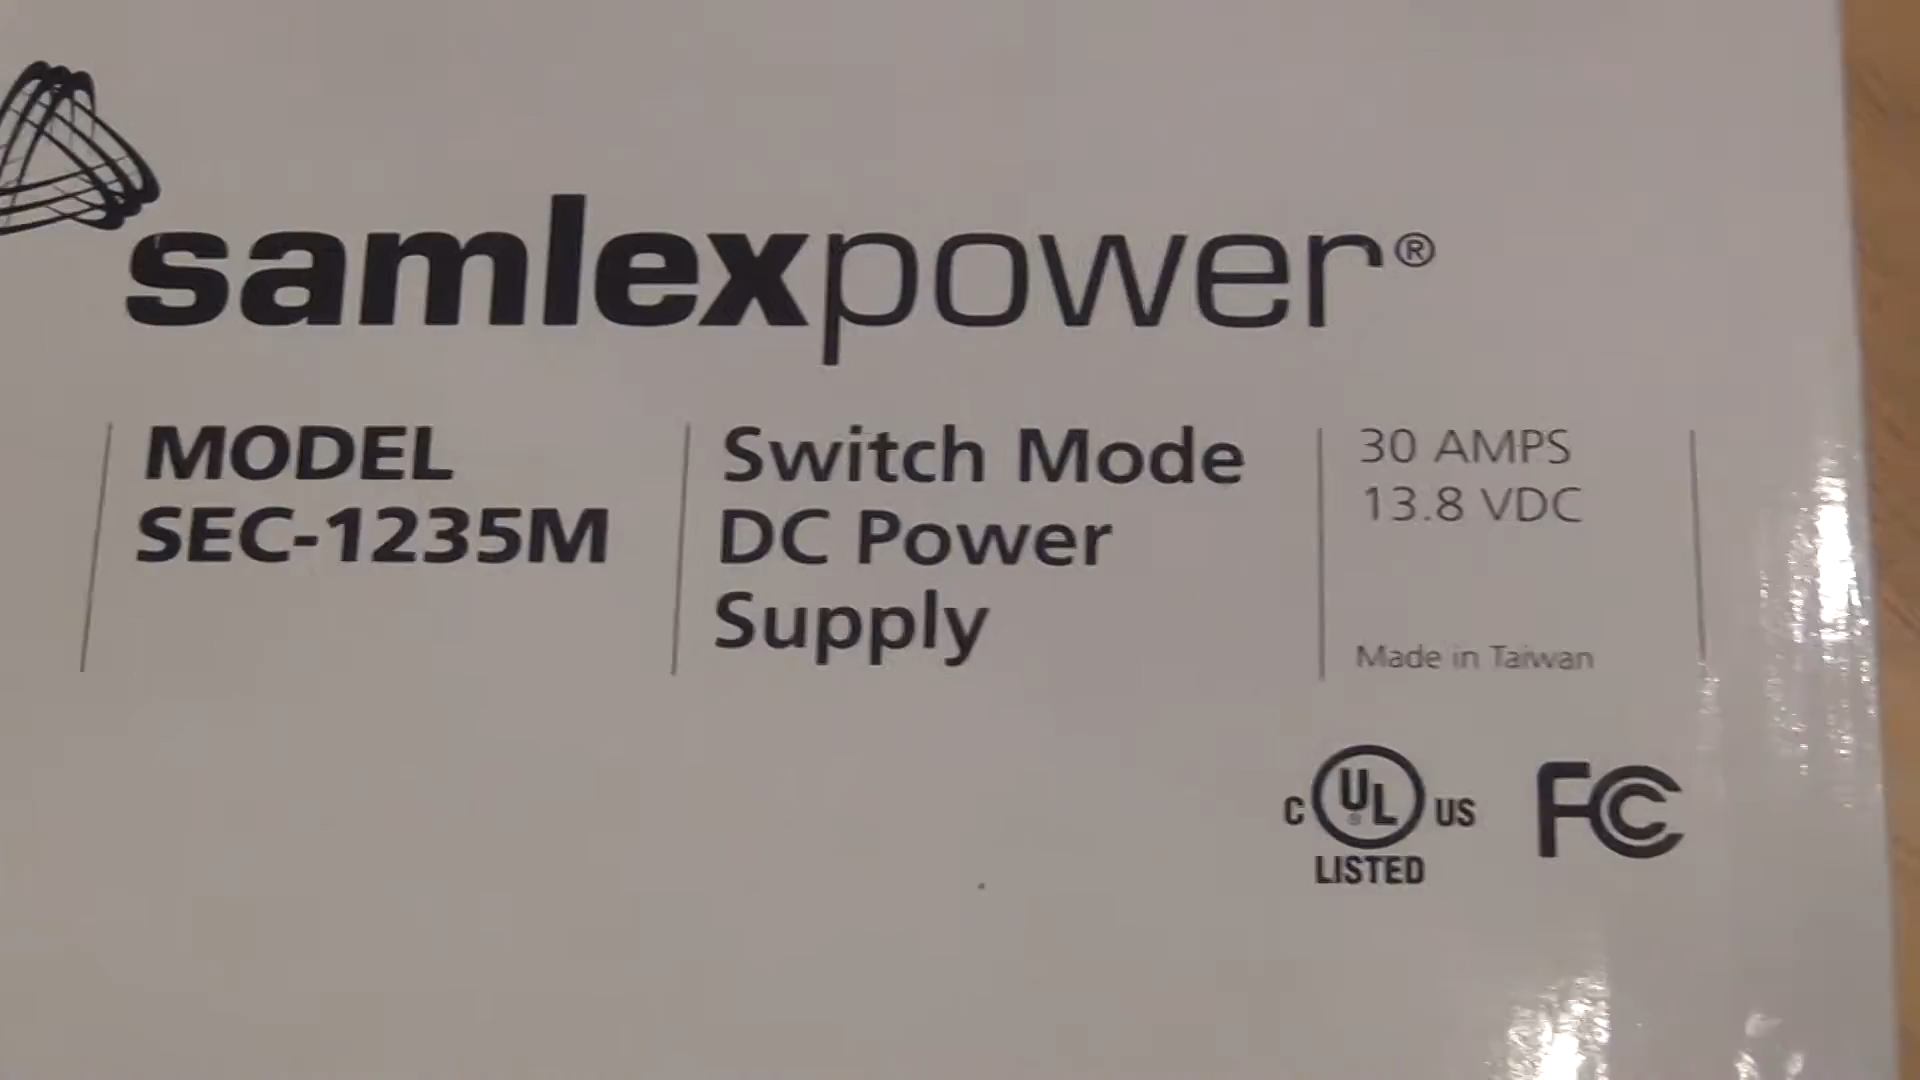 samlexpower®
MODEL
SEC-1235M
Switch Mode
DC Power
Supply
30 AMPS
13.8 VDC
Made in Taiwan
C UL® US
LISTED
FC